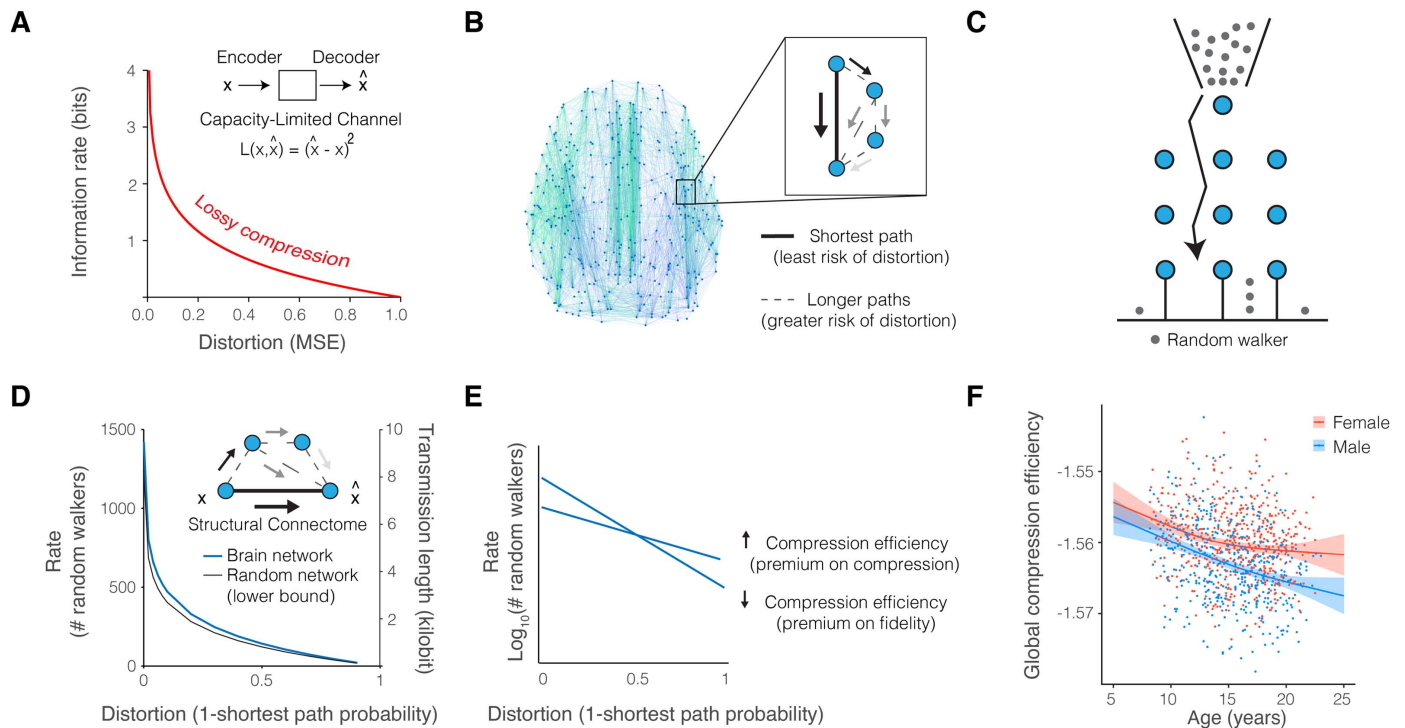 A
Encoder Decoder
x x̂
Capacity-Limited Channel
L(x,x̂) = (x̂ - x)²
Lossy compression
Information rate (bits)
4
3
2
1
0.0 0.2 0.4 0.6 0.8 1.0
Distortion (MSE)
B
Shortest path
(least risk of distortion)
Longer paths
(greater risk of distortion)
C
Random walker
D
Rate
(# random walkers)
1500
1000
500
0
Transmission length (kilobit)
10
8
6
4
2
x x̂
Structural Connectome
Brain network
Random network
(lower bound)
0 0.5 1
Distortion (1-shortest path probability)
E
Rate
Log₁₀(# random walkers)
Compression efficiency
(premium on compression)
Compression efficiency
(premium on fidelity)
0 0.5 1
Distortion (1-shortest path probability)
F
Global compression efficiency
-1.55
-1.56
-1.57
Female
Male
5 10 15 20 25
Age (years)